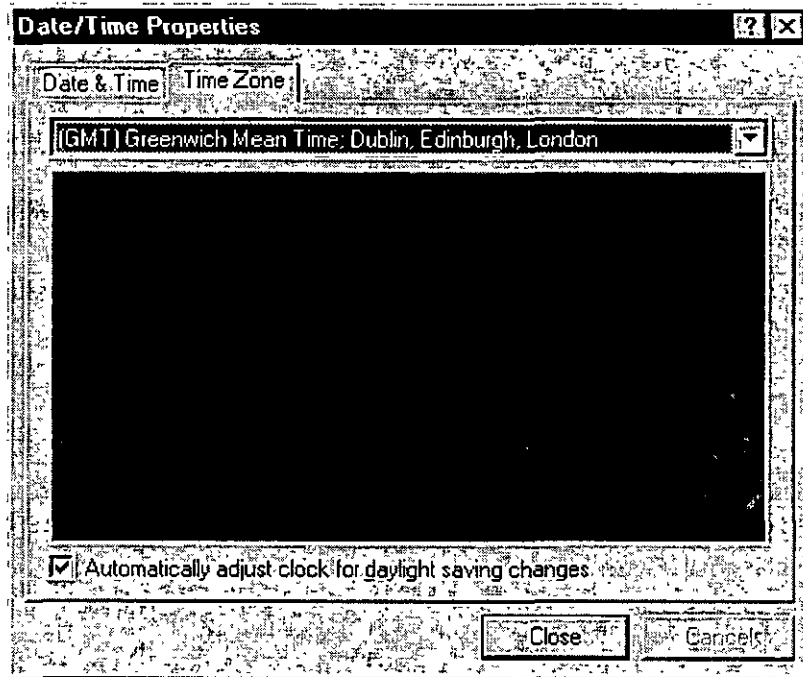 Date/Time Properties
Date & Time
Time Zone
(GMT) Greenwich Mean Time; Dublin, Edinburgh, London
Automatically adjust clock for daylight saving changes
Close
Cancel